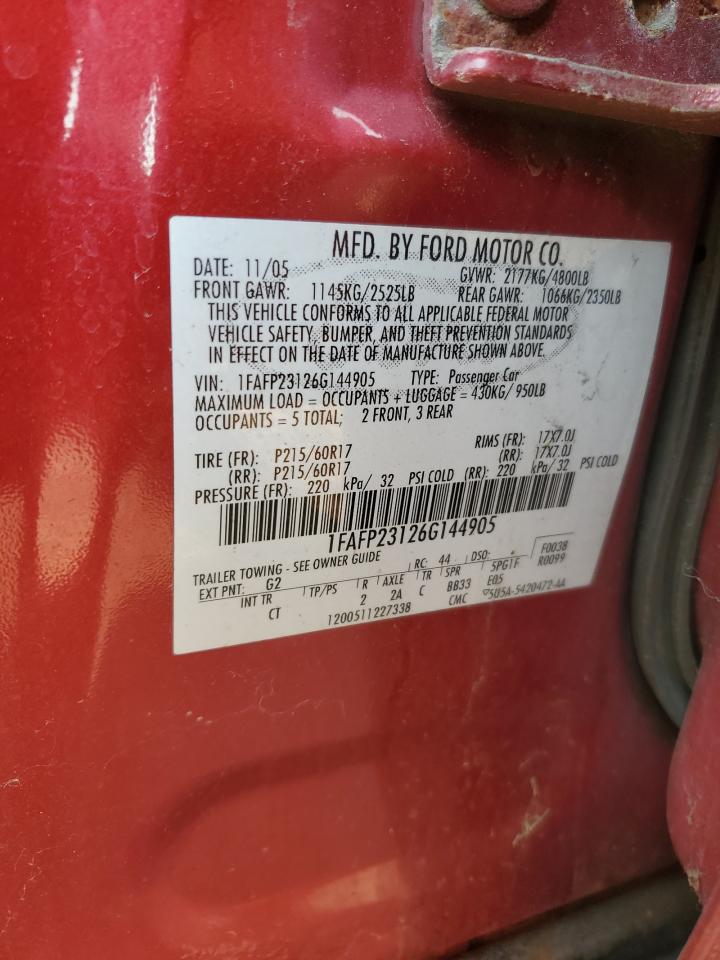 MFD. BY FORD MOTOR CO.
DATE: 11/05 GVWR: 2177KG/4800LB
FRONT GAWR: 1145KG/2525LB REAR GAWR: 1066KG/2350LB
THIS VEHICLE CONFORMS TO ALL APPLICABLE FEDERAL MOTOR
VEHICLE SAFETY, BUMPER, AND THEFT PREVENTION STANDARDS
IN EFFECT ON THE DATE OF MANUFACTURE SHOWN ABOVE.
VIN: 1FAFP23126G144905 TYPE: Passenger Car
MAXIMUM LOAD = OCCUPANTS + LUGGAGE = 430KG/950LB
OCCUPANTS = 5 TOTAL; 2 FRONT, 3 REAR
TIRE (FR): P215/60R17 RIMS (FR): 17X7.0J
(RR): P215/60R17 (RR): 17X7.0J
PRESSURE (FR): 220 kPa/ 32 PSI COLD (RR): 220 kPa/ 32 PSI COLD
1FAFP23126G144905
TRAILER TOWING - SEE OWNER GUIDE
EXT PNT: G2 RC: 44 DSO: F0038
R0099
INT TR TP/PS R AXLE TR SPR 5PG1F
CT 2 2A C BB33 E05
1200511227338 CMC ▽5U5A-5420472-AA